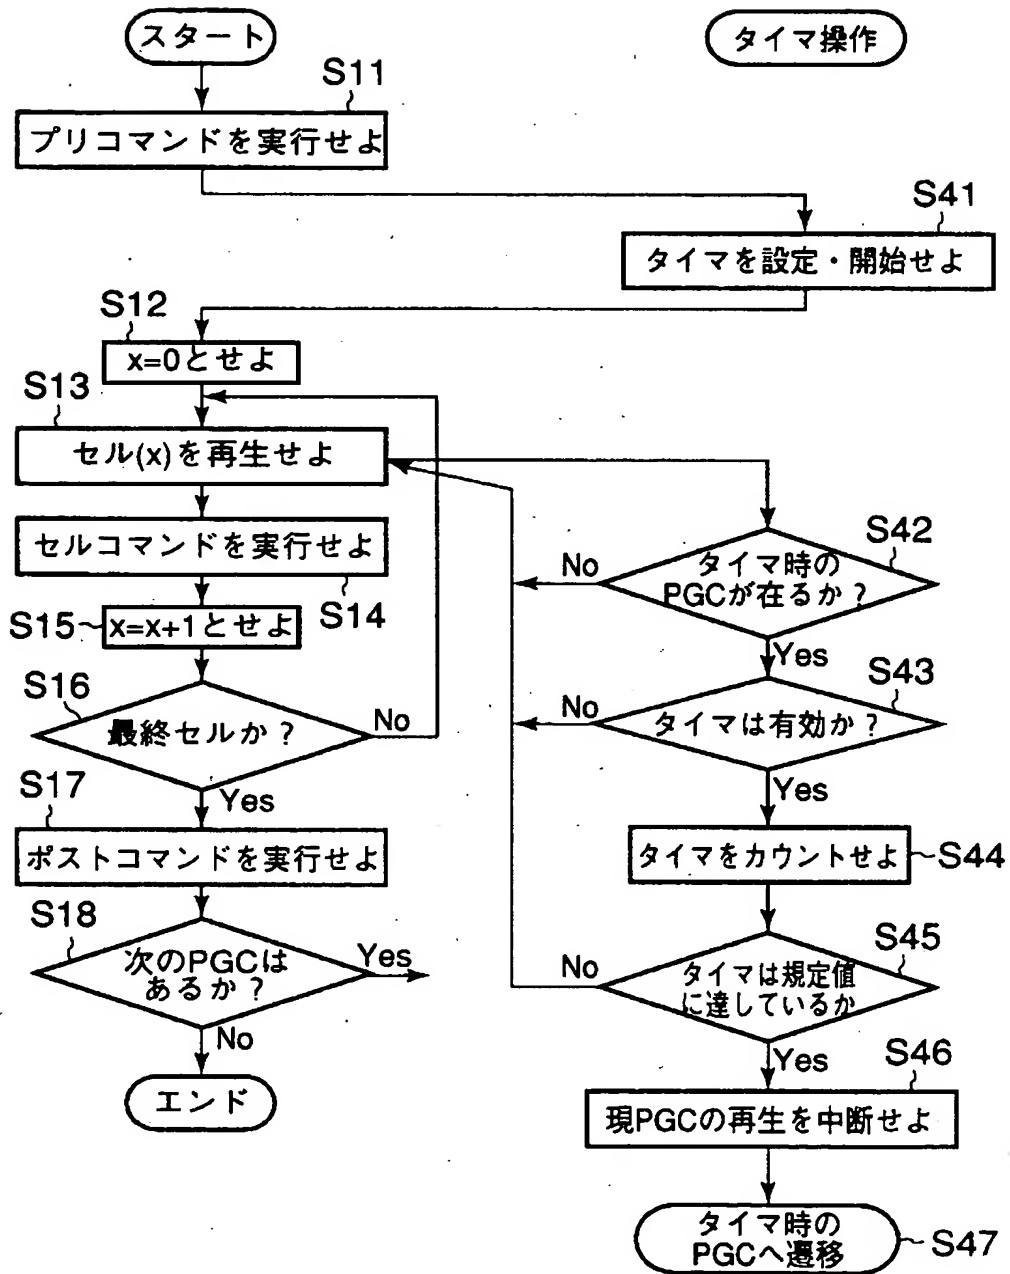 スタート
タイマ操作
S11
プリコマンドを実行せよ
S41
タイマを設定・開始せよ
S12
x=0とせよ
S13
セル(x)を再生せよ
セルコマンドを実行せよ
S14
S15
x=x+1とせよ
S16
最終セルか?
No
Yes
S17
ポストコマンドを実行せよ
S18
次のPGCは
あるか?
Yes
No
エンド
S42
タイマ時の
PGCが在るか?
No
Yes
S43
タイマは有効か?
No
Yes
タイマをカウントせよ
S44
S45
タイマは規定値
に達しているか
No
Yes
S46
現PGCの再生を中断せよ
タイマ時の
PGCへ遷移
S47